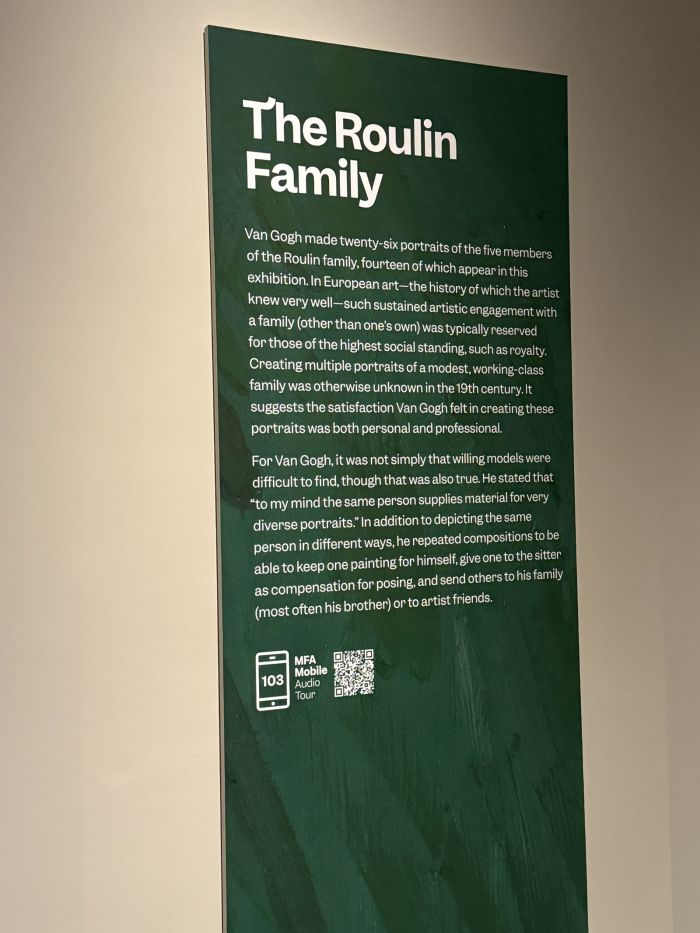 The Roulin
Family
Van Gogh made twenty-six portraits of the five members
of the Roulin family, fourteen of which appear in this
exhibition. In European art—the history of which the artist
knew very well—such sustained artistic engagement with
a family (other than one's own) was typically reserved
for those of the highest social standing, such as royalty.
Creating multiple portraits of a modest, working-class
family was otherwise unknown in the 19th century. It
suggests the satisfaction Van Gogh felt in creating these
portraits was both personal and professional.
For Van Gogh, it was not simply that willing models were
difficult to find, though that was also true. He stated that
“to my mind the same person supplies material for very
diverse portraits.” In addition to depicting the same
person in different ways, he repeated compositions to be
able to keep one painting for himself, give one to the sitter
as compensation for posing, and send others to his family
(most often his brother) or to artist friends.
103
MFA
Mobile
Audio
Tour